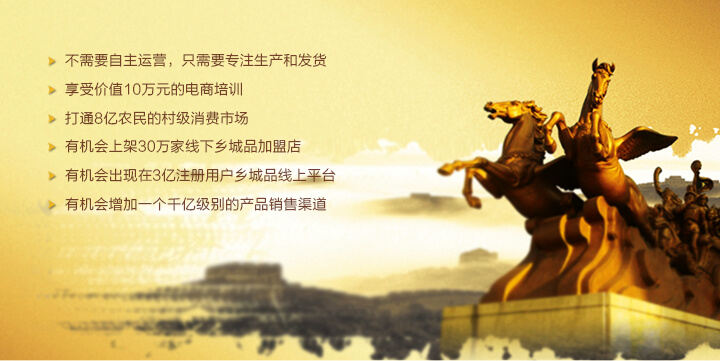 不需要自主运营，只需要专注生产和发货
享受价值10万元的电商培训
打通8亿农民的村级消费市场
有机会上架30万家线下乡城品加盟店
有机会出现在3亿注册用户乡城品线上平台
有机会增加一个千亿级别的产品销售渠道